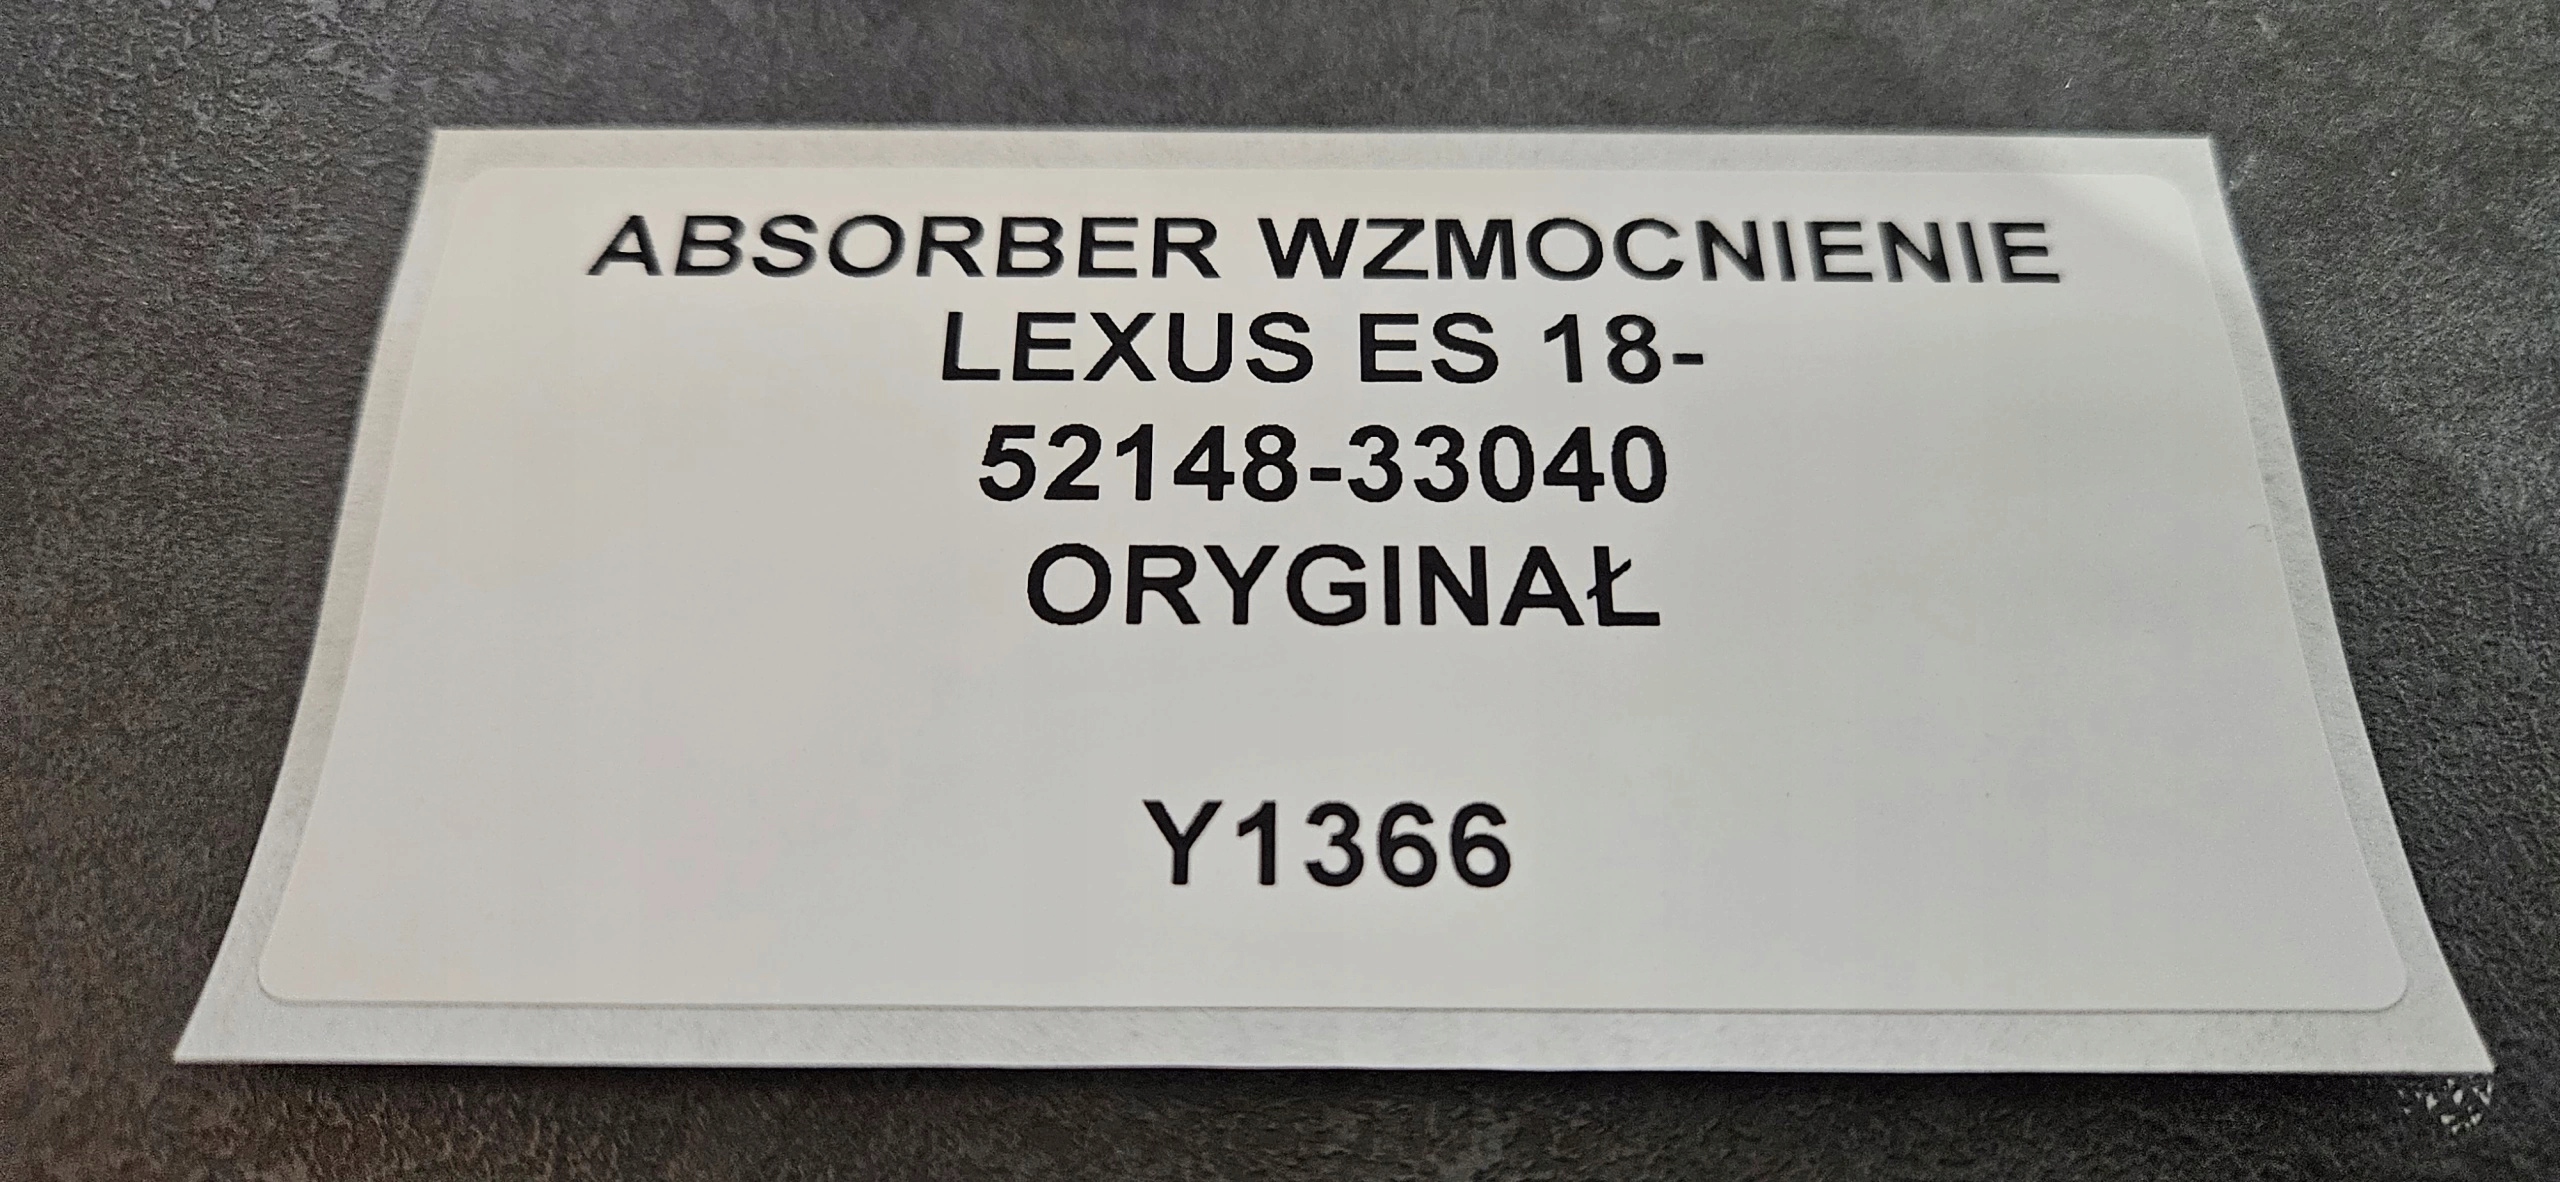 ABSORBER WZMOCNIENIE
LEXUS ES 18-
52148-33040
ORYGINAŁ
Y1366